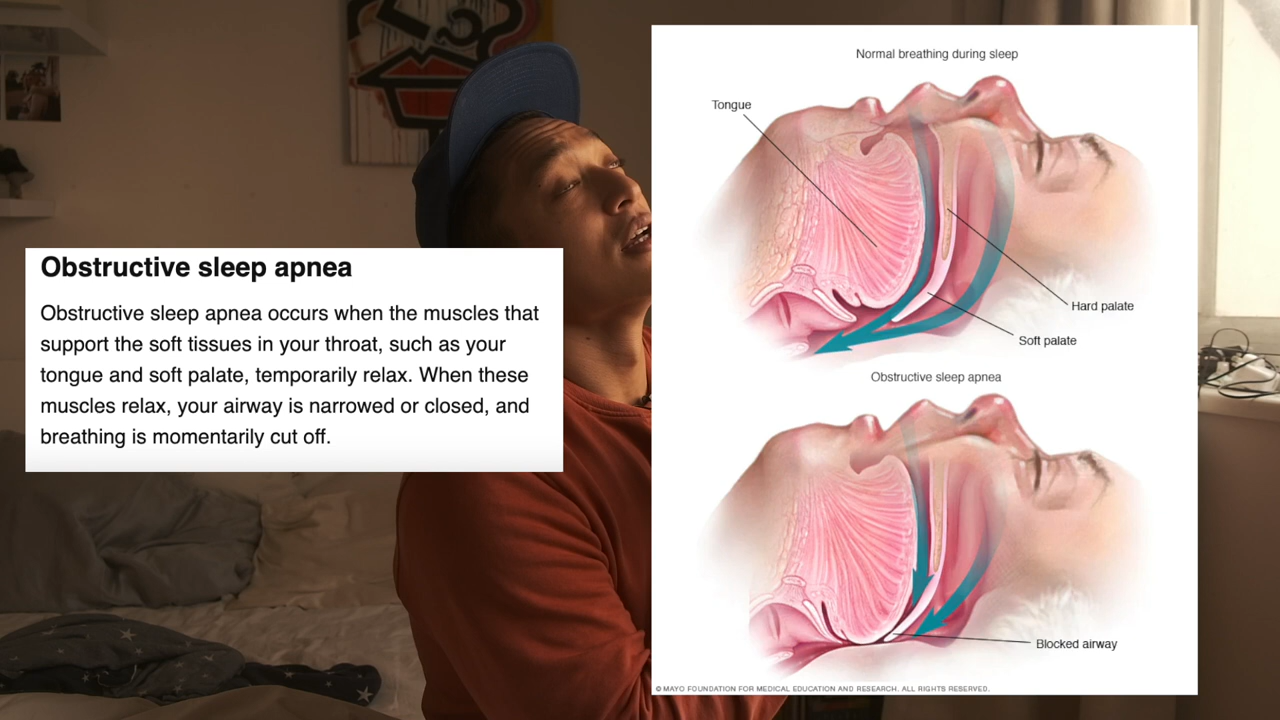 Obstructive sleep apnea
Obstructive sleep apnea occurs when the muscles that
support the soft tissues in your throat, such as your
tongue and soft palate, temporarily relax. When these
muscles relax, your airway is narrowed or closed, and
breathing is momentarily cut off.
Normal breathing during sleep
Tongue
Hard palate
Soft palate
Obstructive sleep apnea
Blocked airway
© MAYO FOUNDATION FOR MEDICAL EDUCATION AND RESEARCH. ALL RIGHTS RESERVED.